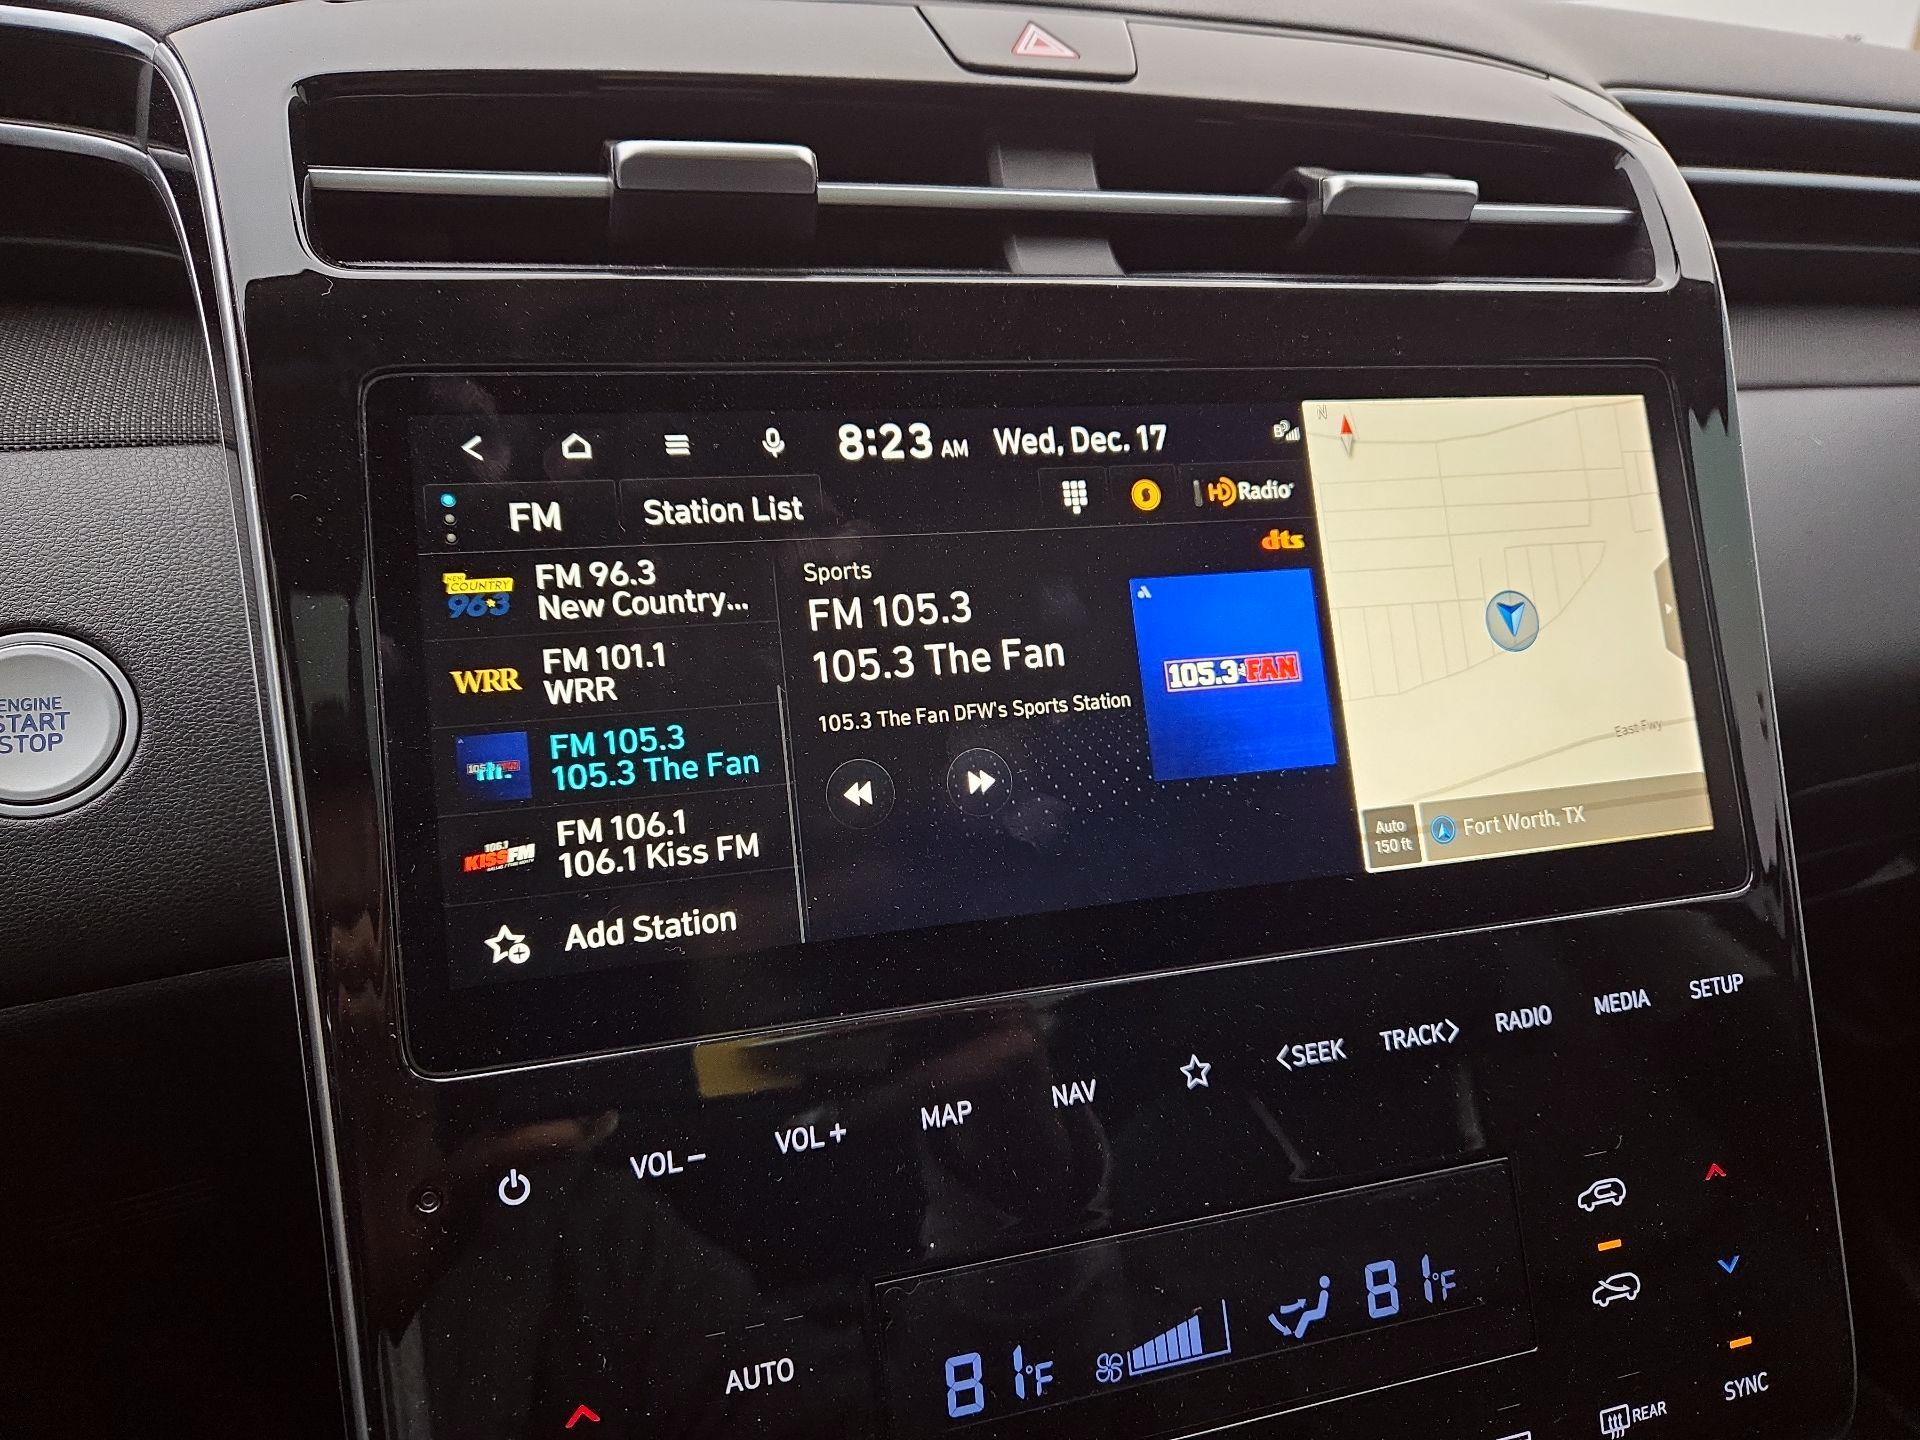 8:23 AM Wed, Dec. 17
N
FM
Station List
HD Radio
dts
NEW COUNTRY 96.3
FM 96.3
New Country...
WRR
FM 101.1
WRR
FM 105.3
105.3 The Fan
106.1 KISSFM
FM 106.1
106.1 Kiss FM
Add Station
Sports
FM 105.3
105.3 The Fan
105.3 The Fan DFW's Sports Station
105.3 FAN
East Fwy
Auto
150 ft
Fort Worth, TX
ENGINE
START
STOP
VOL −
VOL +
MAP
NAV
<SEEK
TRACK>
RADIO
MEDIA
SETUP
81°F
81°F
AUTO
SYNC
REAR